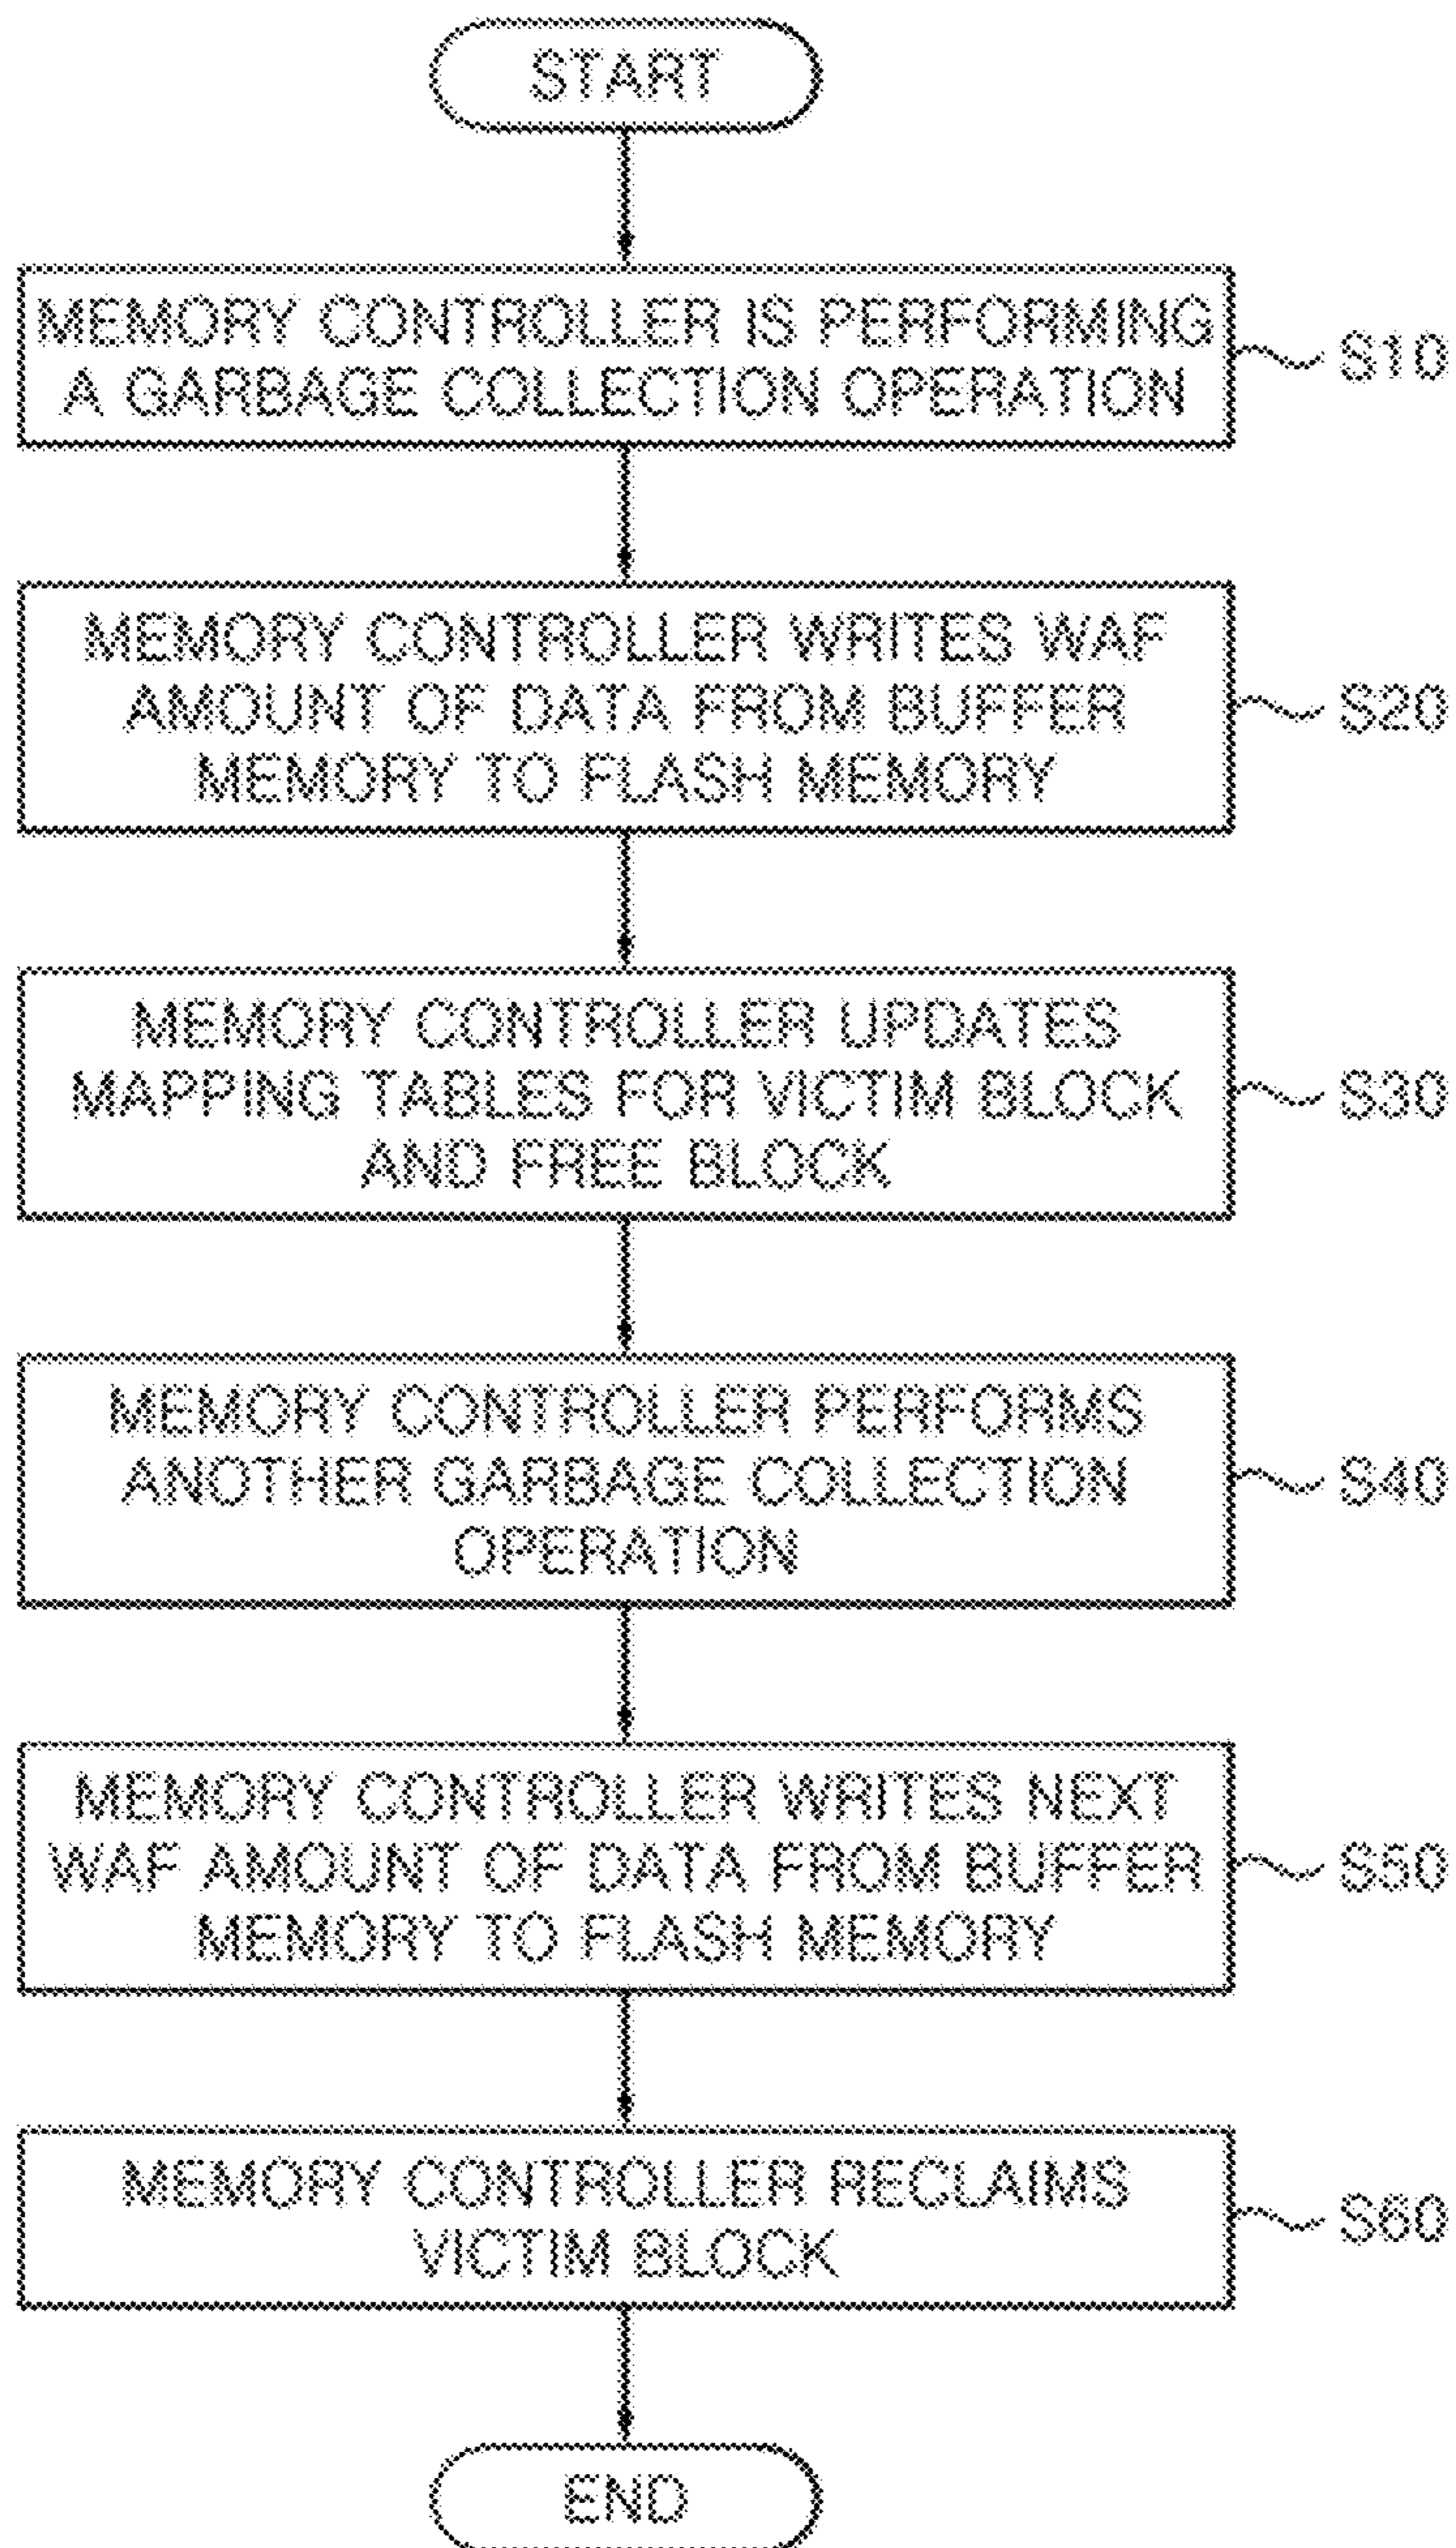 START
MEMORY CONTROLLER IS PERFORMING
A GARBAGE COLLECTION OPERATION
S10
MEMORY CONTROLLER WRITES WAF
AMOUNT OF DATA FROM BUFFER
MEMORY TO FLASH MEMORY
S20
MEMORY CONTROLLER UPDATES
MAPPING TABLES FOR VICTIM BLOCK
AND FREE BLOCK
S30
MEMORY CONTROLLER PERFORMS
ANOTHER GARBAGE COLLECTION
OPERATION
S40
MEMORY CONTROLLER WRITES NEXT
WAF AMOUNT OF DATA FROM BUFFER
MEMORY TO FLASH MEMORY
S50
MEMORY CONTROLLER RECLAIMS
VICTIM BLOCK
S60
END